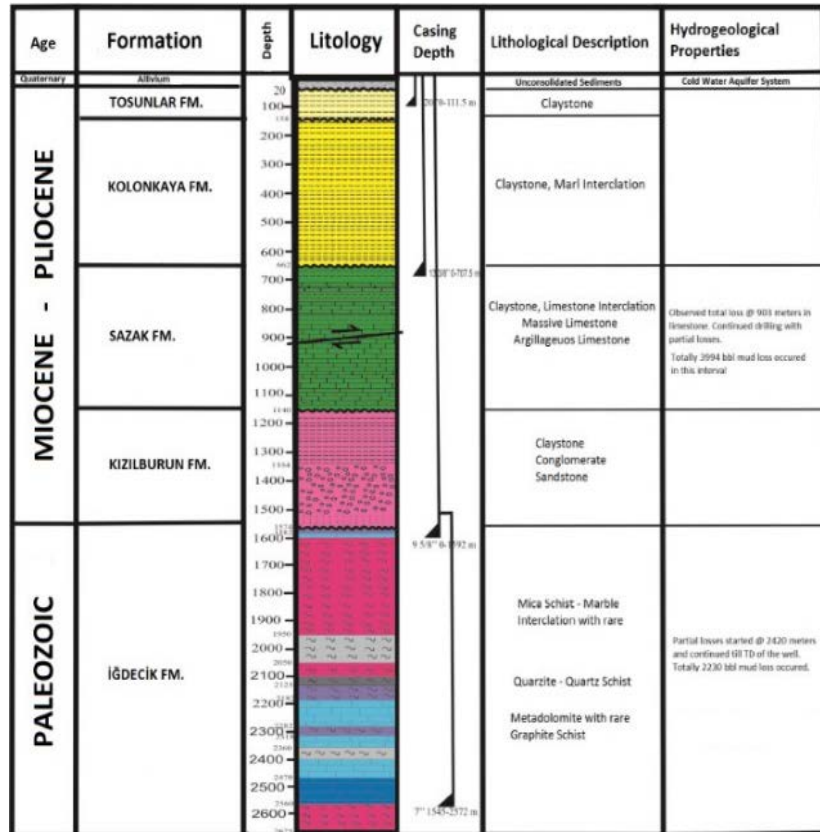 Age
Formation
Depth
Litology
Casing
Depth
Lithological Description
Hydrogeological
Properties
Quaternary
Unconsolidated Sediments
Cold Water Aquifer System
20
TOSUNLAR FM.
100
Claystone
MIOCENE - PLIOCENE
KOLONKAYA FM.
200
300
400
500
600
662
Claystone, Marl Interclation
SAZAK FM.
700
800
900
1000
1100
Claystone, Limestone Interclation
Massive Limestone
Argillageuos Limestone
Observed total loss @ 903 meters in
limestone. Continued drilling with
partial losses.
Totally 3994 bbl mud loss occured
in this interval
KIZILBURUN FM.
1200
1300
1400
1500
Claystone
Conglomerate
Sandstone
PALEOZOIC
İĞDECİK FM.
1600
1700
1800
1900
1950
2000
2050
2100
2200
2300
2400
2500
2600
9 5/8" 0-1592 m
7" 1545-2572 m
Mica Schist - Marble
Interclation with rare
Quarzite - Quartz Schist
Metadolomite with rare
Graphite Schist
Partial losses started @ 2420 meters
and continued till TD of the well.
Totally 2230 bbl mud loss occured.